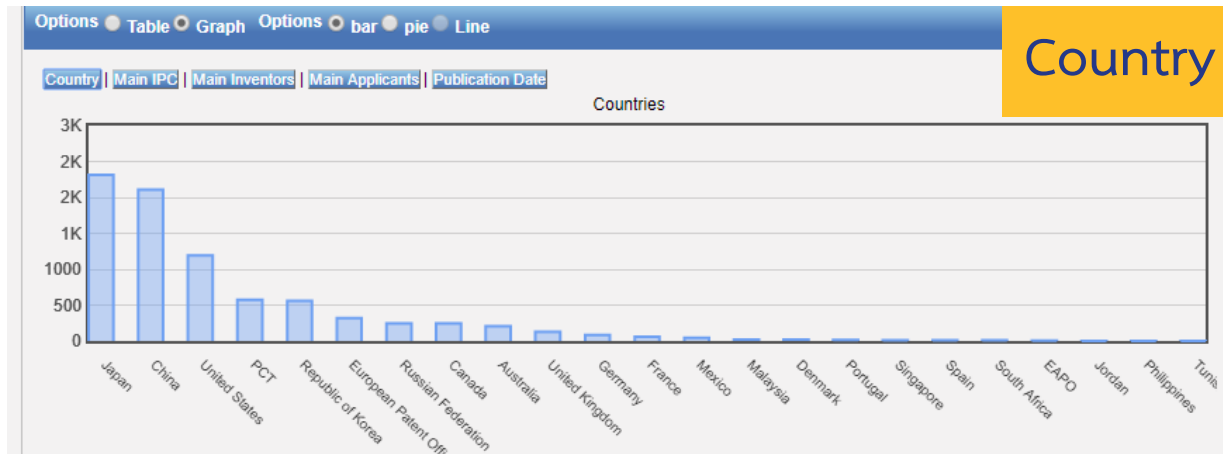 Options Table Graph Options bar pie Line
Country
Country | Main IPC | Main Inventors | Main Applicants | Publication Date
Countries
3K
2K
2K
1K
1000
500
0
Japan
China
United States
PCT
Republic of Korea
European Patent Offi
Russian Federation
Canada
Australia
United Kingdom
Germany
France
Mexico
Malaysia
Denmark
Portugal
Singapore
Spain
South Africa
EAPO
Jordan
Philippines
Tunis